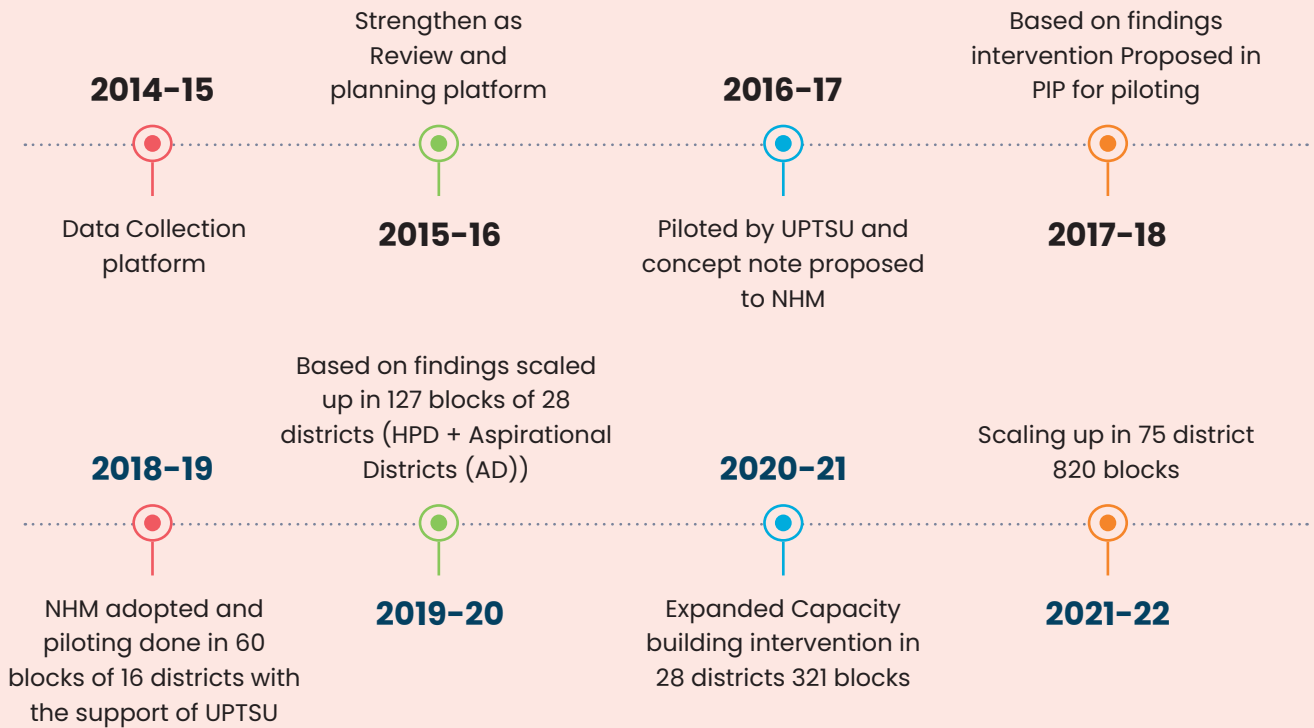 2014-15
Data Collection
platform
Strengthen as
Review and
planning platform
2015-16
2016-17
Piloted by UPTSU and
concept note proposed
to NHM
Based on findings
intervention Proposed in
PIP for piloting
2017-18
2018-19
NHM adopted and
piloting done in 60
blocks of 16 districts with
the support of UPTSU
Based on findings scaled
up in 127 blocks of 28
districts (HPD + Aspirational
Districts (AD))
2019-20
2020-21
Expanded Capacity
building intervention in
28 districts 321 blocks
Scaling up in 75 district
820 blocks
2021-22